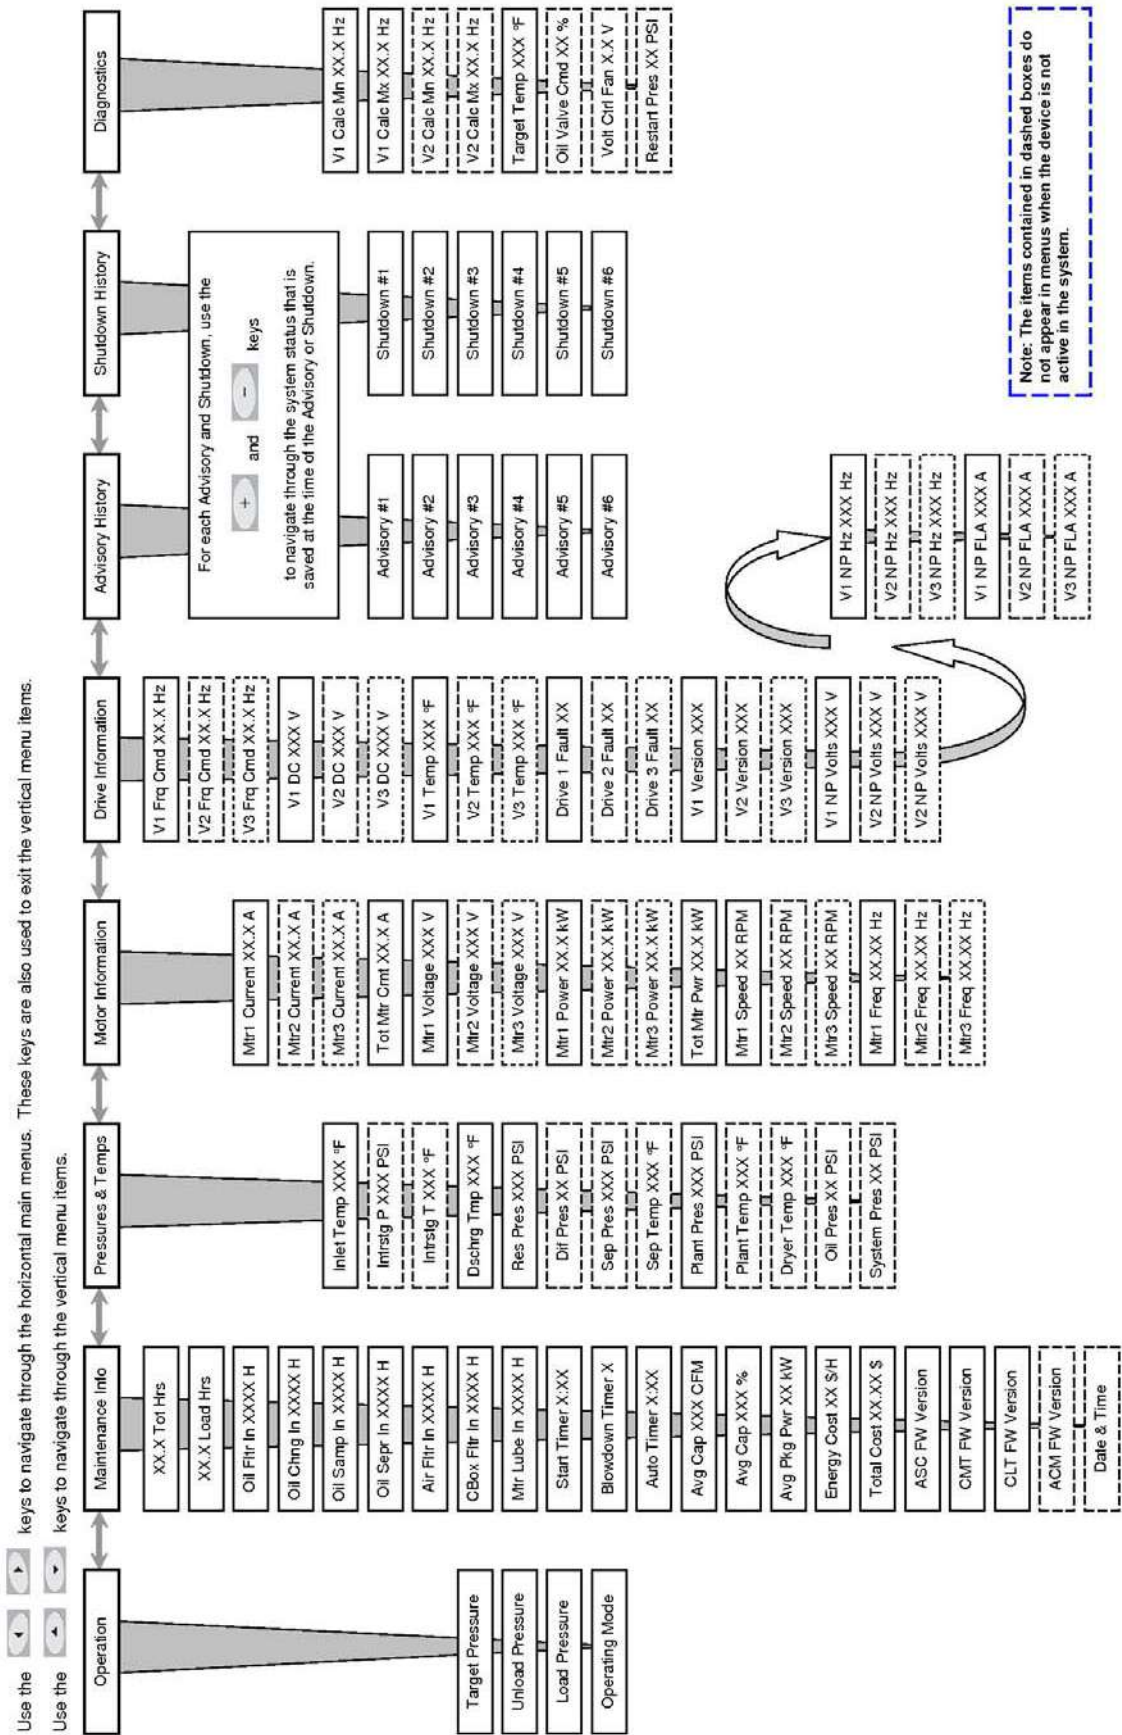 Use the
keys to navigate through the horizontal main menus. These keys are also used to exit the vertical menu items.
Use the
keys to navigate through the vertical menu items.
Operation
Target Pressure
Unload Pressure
Load Pressure
Operating Mode
Maintenance Info
XX.X Tot Hrs
XX.X Load Hrs
Oil Fltr In XXXX H
Oil Chng In XXXX H
Oil Samp In XXXX H
Oil Sepr In XXXX H
Air Fltr In XXXX H
CBox Fltr In XXXX H
Mtr Lube In XXXX H
Start Timer X:XX
Blowdown Timer X
Auto Timer X:XX
Avg Cap XXX CFM
Avg Cap XXX %
Avg Pkg Pwr XX kW
Energy Cost XX $/H
Total Cost XX.XX $
ASC FW Version
CMT FW Version
CLT FW Version
ACM FW Version
Date & Time
Pressures & Temps
Inlet Temp XXX °F
Intrstg P XXX PSI
Intrstg T XXX °F
Dschrg Tmp XXX °F
Res Pres XXX PSI
Dif Pres XX PSI
Sep Pres XXX PSI
Sep Temp XXX °F
Plant Pres XXX PSI
Plant Temp XXX °F
Dryer Temp XXX °F
Oil Pres XX PSI
System Pres XX PSI
Motor Information
Mtr1 Current XX.X A
Mtr2 Current XX.X A
Mtr3 Current XX.X A
Tot Mtr Crnt XX.X A
Mtr1 Voltage XXX V
Mtr2 Voltage XXX V
Mtr3 Voltage XXX V
Mtr1 Power XX.X kW
Mtr2 Power XX.X kW
Mtr3 Power XX.X kW
Tot Mtr Pwr XX.X kW
Mtr1 Speed XX RPM
Mtr2 Speed XX RPM
Mtr3 Speed XX RPM
Mtr1 Freq XX.XX Hz
Mtr2 Freq XX.XX Hz
Mtr3 Freq XX.XX Hz
Drive Information
V1 Frq Cmd XX.X Hz
V2 Frq Cmd XX.X Hz
V3 Frq Cmd XX.X Hz
V1 DC XXX V
V2 DC XXX V
V3 DC XXX V
V1 Temp XXX °F
V2 Temp XXX °F
V3 Temp XXX °F
Drive 1 Fault XX
Drive 2 Fault XX
Drive 3 Fault XX
V1 Version XXX
V2 Version XXX
V3 Version XXX
V1 NP Volts XXX V
V2 NP Volts XXX V
V2 NP Volts XXX V
V1 NP Hz XXX Hz
V2 NP Hz XXX Hz
V3 NP Hz XXX Hz
V1 NP FLA XXX A
V2 NP FLA XXX A
V3 NP FLA XXX A
Advisory History
Shutdown History
For each Advisory and Shutdown, use the
+ and − keys
to navigate through the system status that is
saved at the time of the Advisory or Shutdown.
Advisory #1
Advisory #2
Advisory #3
Advisory #4
Advisory #5
Advisory #6
Shutdown #1
Shutdown #2
Shutdown #3
Shutdown #4
Shutdown #5
Shutdown #6
Diagnostics
V1 Calc Mn XX.X Hz
V1 Calc Mx XX.X Hz
V2 Calc Mn XX.X Hz
V2 Calc Mx XX.X Hz
Target Temp XXX °F
Oil Valve Cmd XX %
Volt Ctrl Fan X.X V
Restart Pres XX PSI
Note: The items contained in dashed boxes do
not appear in menus when the device is not
active in the system.